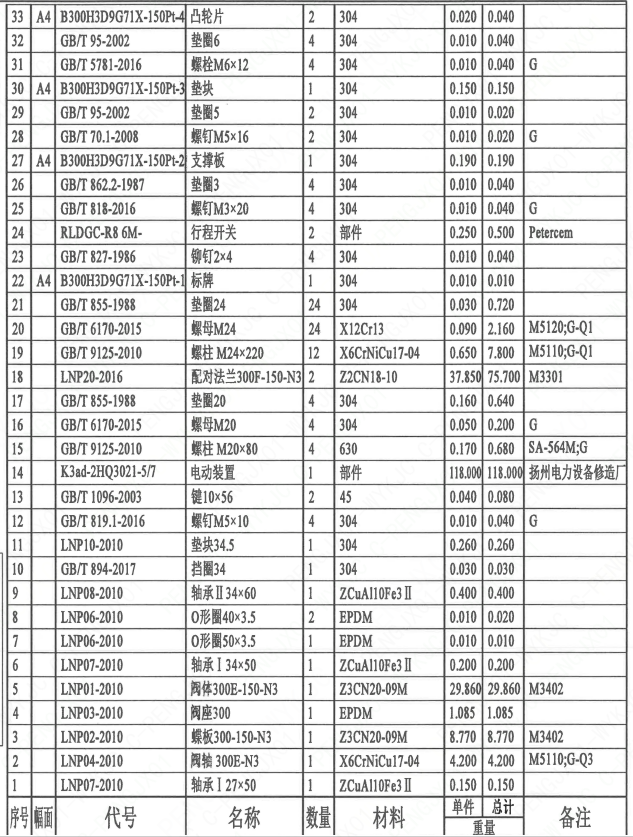 33 A4 B300H3D9G71X-150Pt-4 凸轮片 2 304 0.020 0.040
32 GB/T 95-2002 垫圈6 4 304 0.010 0.040
31 GB/T 5781-2016 螺栓M6×12 4 304 0.010 0.040 G
30 A4 B300H3D9G71X-150Pt-3 垫块 1 304 0.150 0.150
29 GB/T 95-2002 垫圈5 2 304 0.010 0.020
28 GB/T 70.1-2008 螺钉M5×16 2 304 0.010 0.020 G
27 A4 B300H3D9G71X-150Pt-2 支撑板 1 304 0.190 0.190
26 GB/T 862.2-1987 垫圈3 4 304 0.010 0.040
25 GB/T 818-2016 螺钉M3×20 4 304 0.010 0.040 G
24 RLDGC-R8 6M- 行程开关 2 部件 0.250 0.500 Petercem
23 GB/T 827-1986 铆钉2×4 4 304 0.010 0.040
22 A4 B300H3D9G71X-150Pt-1 标牌 1 304 0.010 0.010
21 GB/T 855-1988 垫圈24 24 304 0.030 0.720
20 GB/T 6170-2015 螺母M24 24 X12Cr13 0.090 2.160 M5120;G-Q1
19 GB/T 9125-2010 螺柱 M24×220 12 X6CrNiCu17-04 0.650 7.800 M5110;G-Q1
18 LNP20-2016 配对法兰300F-150-N3 2 Z2CN18-10 37.850 75.700 M3301
17 GB/T 855-1988 垫圈20 4 304 0.160 0.640
16 GB/T 6170-2015 螺母M20 4 304 0.050 0.200 G
15 GB/T 9125-2010 螺柱 M20×80 4 630 0.170 0.680 SA-564M;G
14 K3ad-2HQ3021-5/7 电动装置 1 部件 118.000 118.000 扬州电力设备修造厂
13 GB/T 1096-2003 键10×56 2 45 0.040 0.080
12 GB/T 819.1-2016 螺钉M5×10 4 304 0.010 0.040 G
11 LNP10-2010 垫块34.5 1 304 0.260 0.260
10 GB/T 894-2017 挡圈34 1 304 0.030 0.030
9 LNP08-2010 轴承Ⅱ34×60 1 ZCuAl10Fe3Ⅱ 0.400 0.400
8 LNP06-2010 O形圈40×3.5 2 EPDM 0.010 0.020
7 LNP06-2010 O形圈50×3.5 1 EPDM 0.010 0.010
6 LNP07-2010 轴承Ⅰ34×50 1 ZCuAl10Fe3Ⅱ 0.200 0.200
5 LNP01-2010 阀体300E-150-N3 1 Z3CN20-09M 29.860 29.860 M3402
4 LNP03-2010 阀座300 1 EPDM 1.085 1.085
3 LNP02-2010 螺板300-150-N3 1 Z3CN20-09M 8.770 8.770 M3402
2 LNP04-2010 阀轴 300E-N3 1 X6CrNiCu17-04 4.200 4.200 M5110;G-Q3
1 LNP07-2010 轴承Ⅰ27×50 1 ZCuAl10Fe3Ⅱ 0.150 0.150
序号 幅面 代号 名称 数量 材料 单件 总计 备注
重量